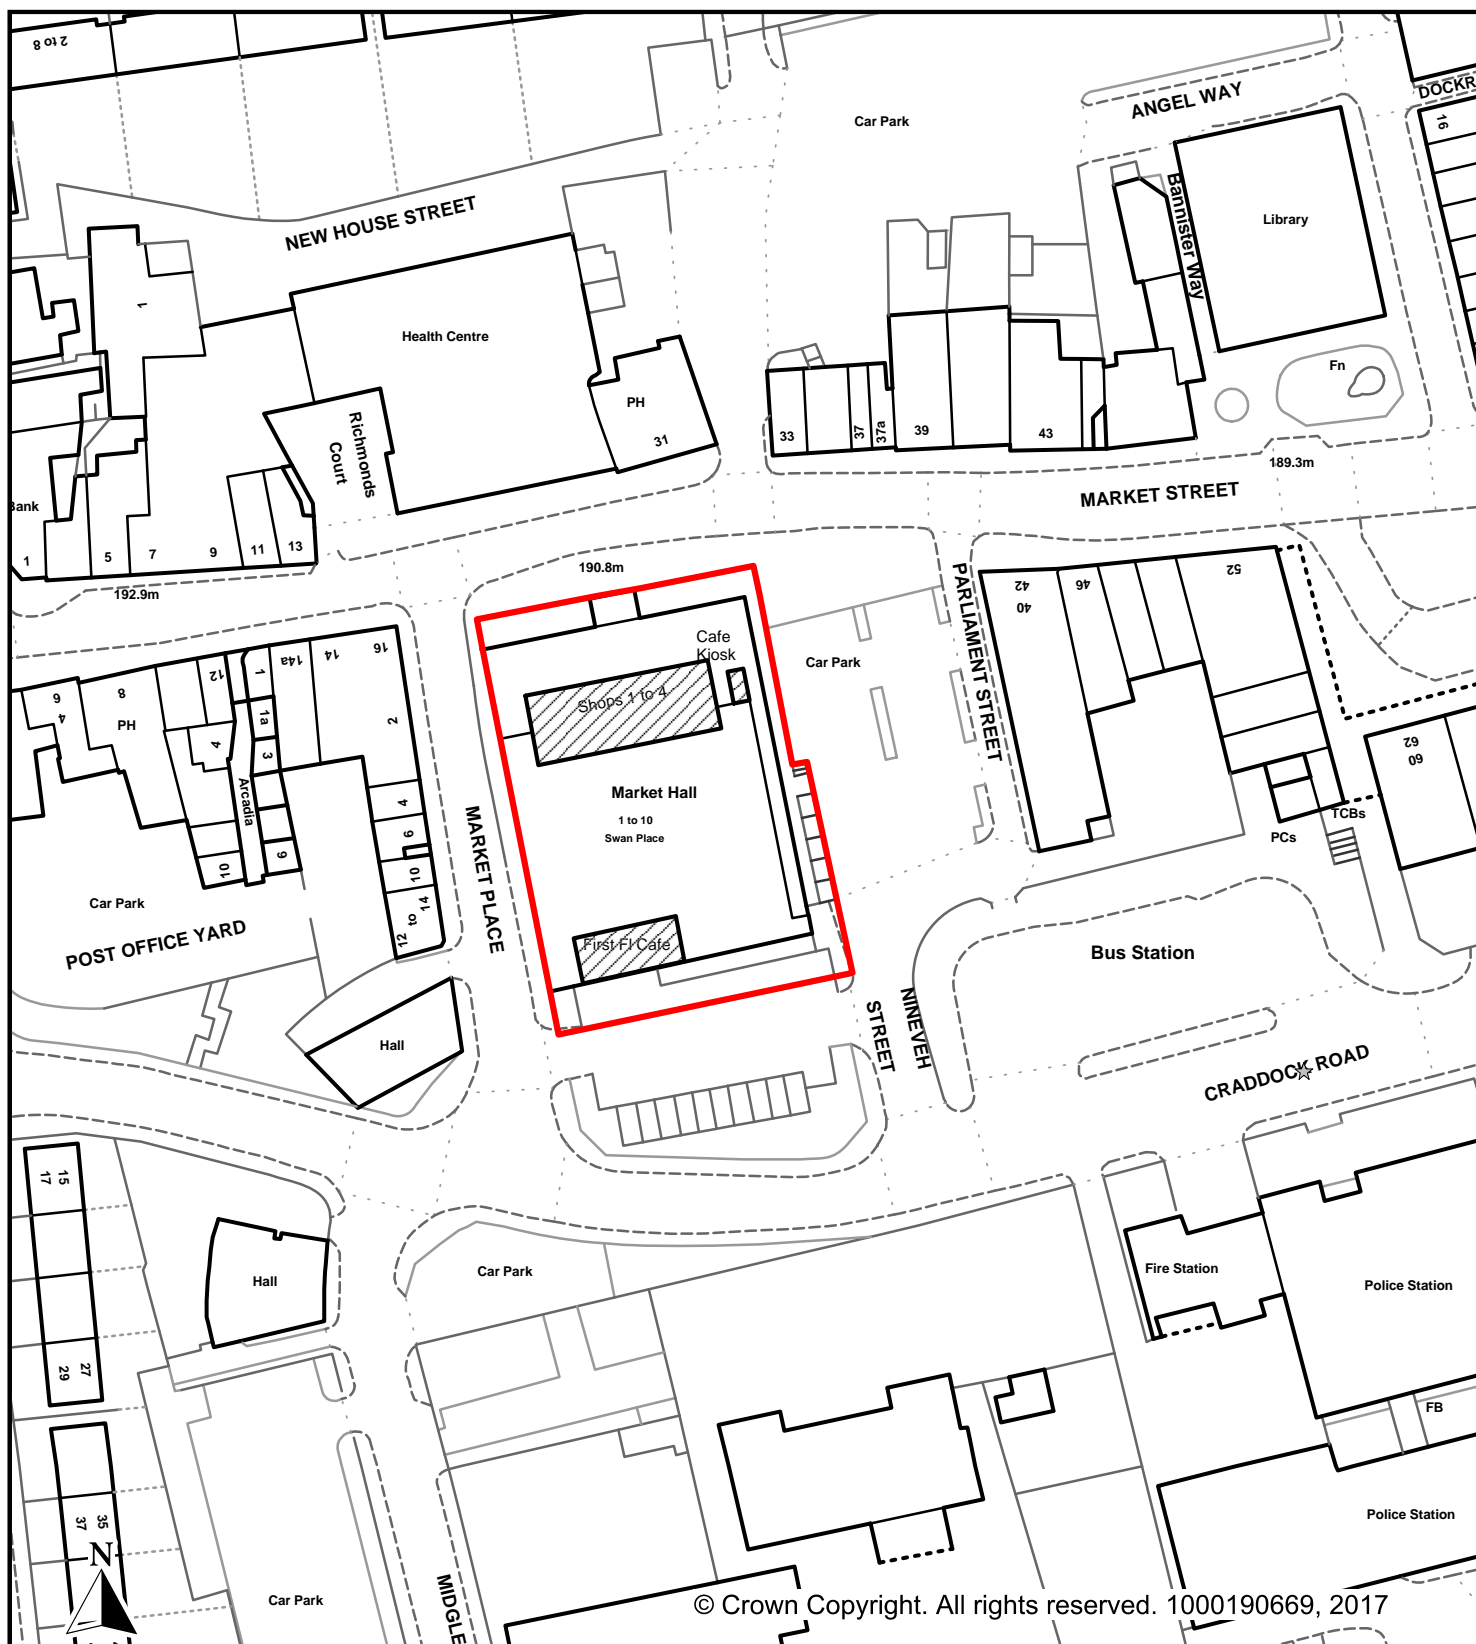 2 to 8
Car Park
ANGEL WAY
DOCKR
16
Bannister Way
Library
NEW HOUSE STREET
1
Health Centre
Fn
PH
31
Richmonds
Court
33
37
37a
39
43
189.3m
MARKET STREET
Bank
1
5
7
9
11
13
192.9m
190.8m
PARLIAMENT STREET
42
40
46
52
6
4
8
PH
12
4
1
1a
3
14a
14
16
2
Arcadia
10
9
4
6
10
12 to 14
Cafe
Kiosk
Car Park
Shops 1 to 4
Market Hall
1 to 10
Swan Place
MARKET PLACE
First Fl Cafe
62
60
TCBs
PCs
Car Park
POST OFFICE YARD
Bus Station
NINEVEH
STREET
Hall
CRADDOCK ROAD
17
15
Hall
Car Park
Fire Station
Police Station
29
27
FB
37
35
Police Station
N
Car Park
MIDGLE
© Crown Copyright. All rights reserved. 1000190669, 2017